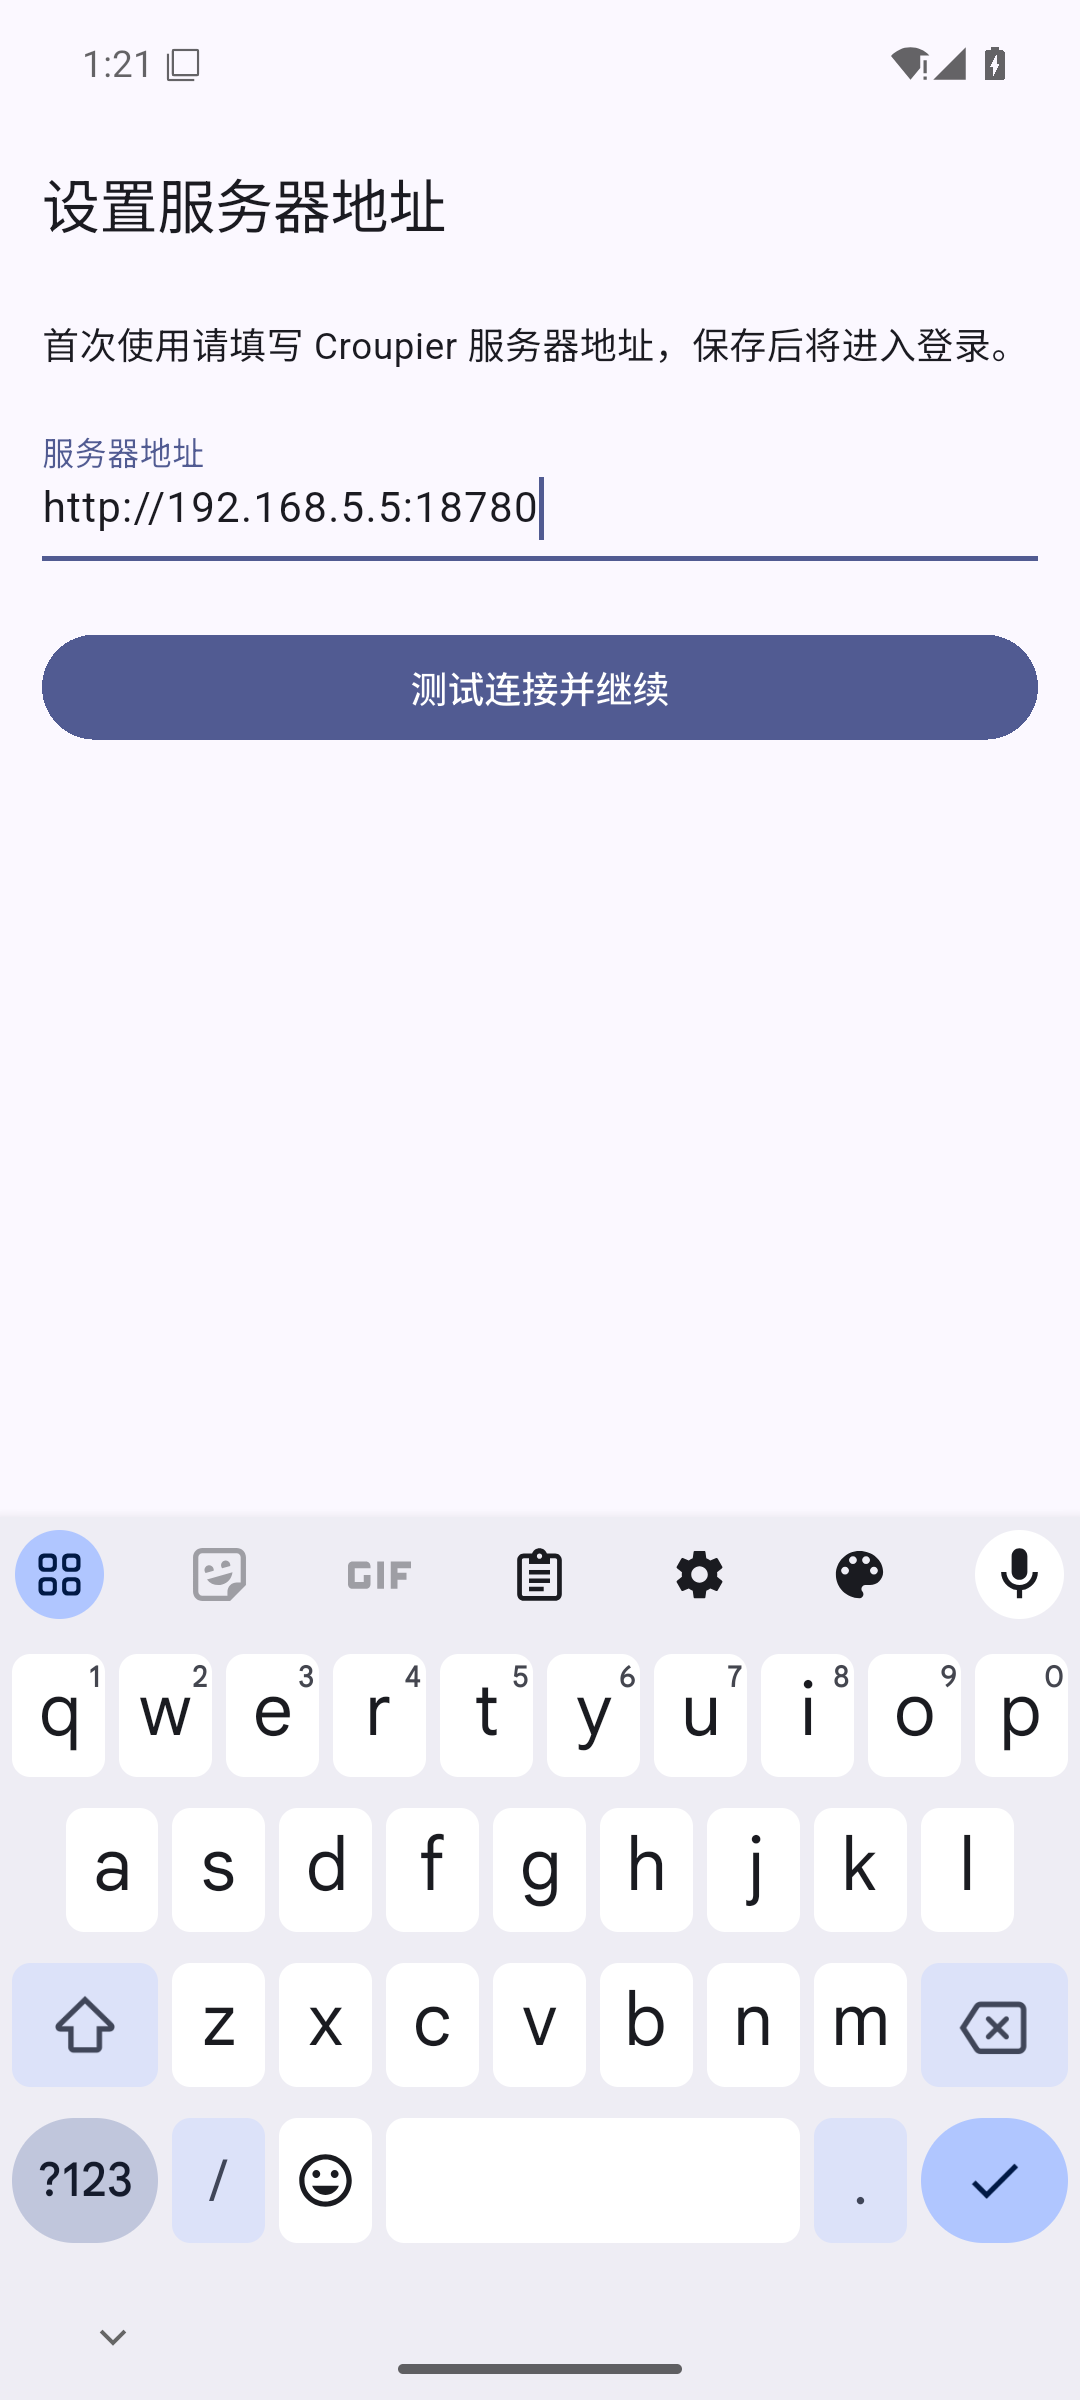 1:21
设置服务器地址
首次使用请填写 Croupier 服务器地址，保存后将进入登录。
服务器地址
http://192.168.5.5:18780
测试连接并继续
GIF
q 1 w 2 e 3 r 4 t 5 y 6 u 7 i 8 o 9 p 0
a s d f g h j k l
z x c v b n m
?123 / .